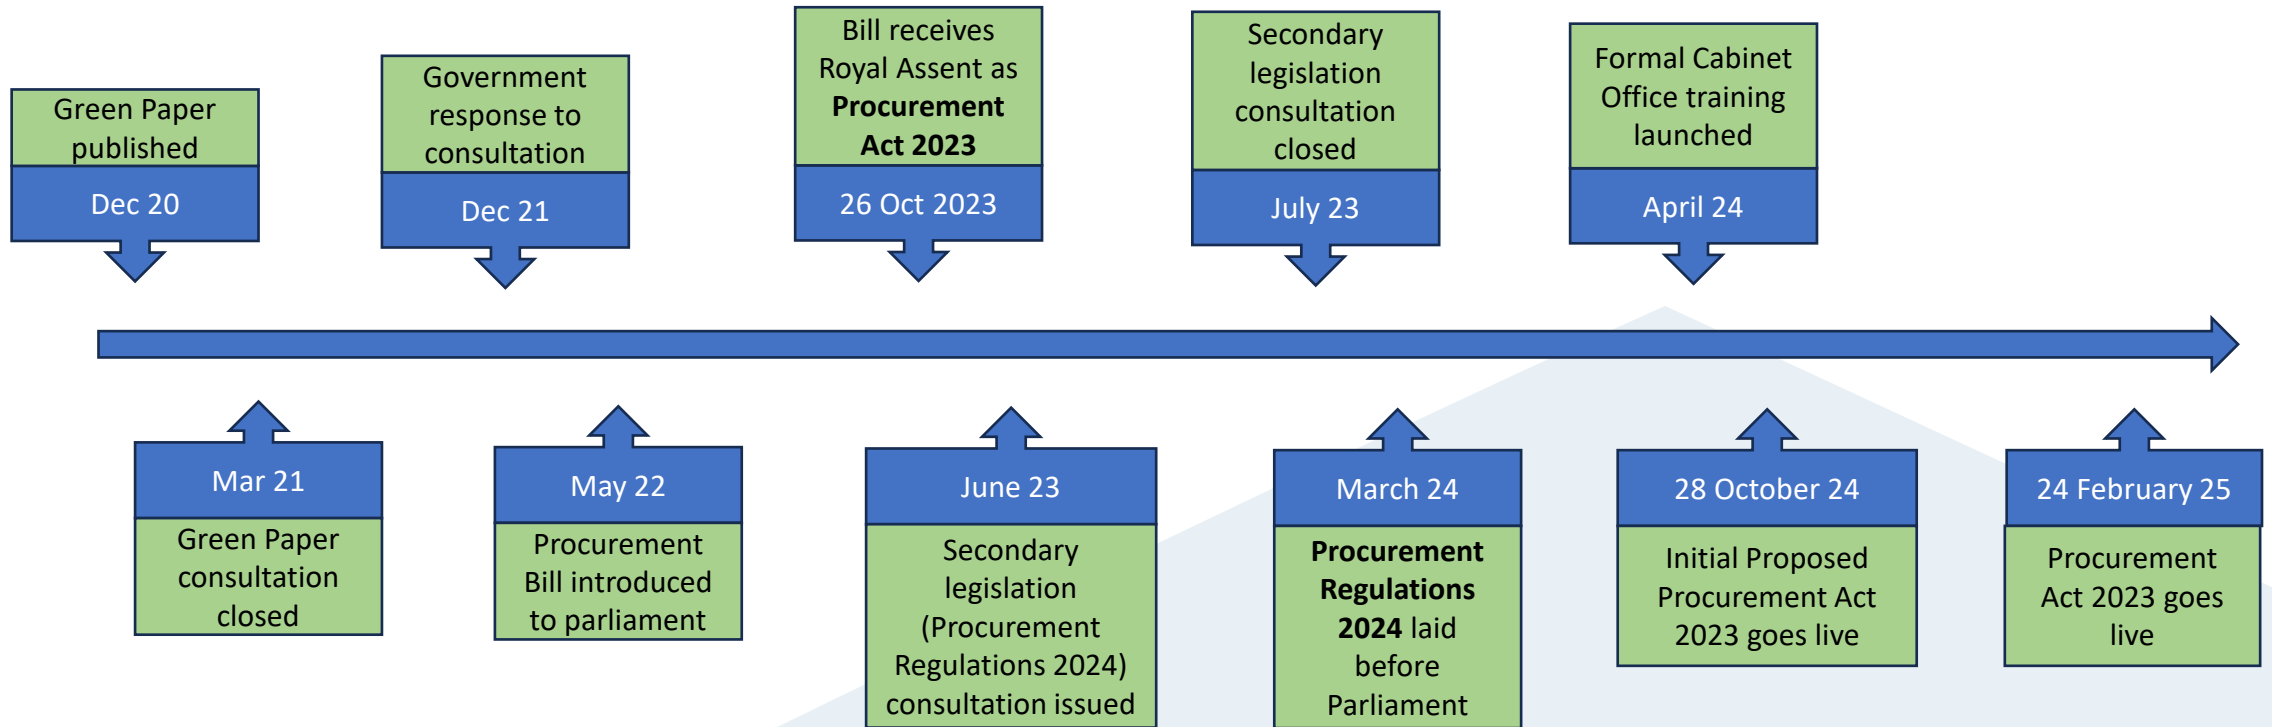 Green Paper
published
Dec 20
Government
response to
consultation
Dec 21
Bill receives
Royal Assent as
Procurement
Act 2023
26 Oct 2023
Secondary
legislation
consultation
closed
July 23
Formal Cabinet
Office training
launched
April 24
Mar 21
Green Paper
consultation
closed
May 22
Procurement
Bill introduced
to parliament
June 23
Secondary
legislation
(Procurement
Regulations 2024)
consultation issued
March 24
Procurement
Regulations
2024 laid
before
Parliament
28 October 24
Initial Proposed
Procurement Act
2023 goes live
24 February 25
Procurement
Act 2023 goes
live